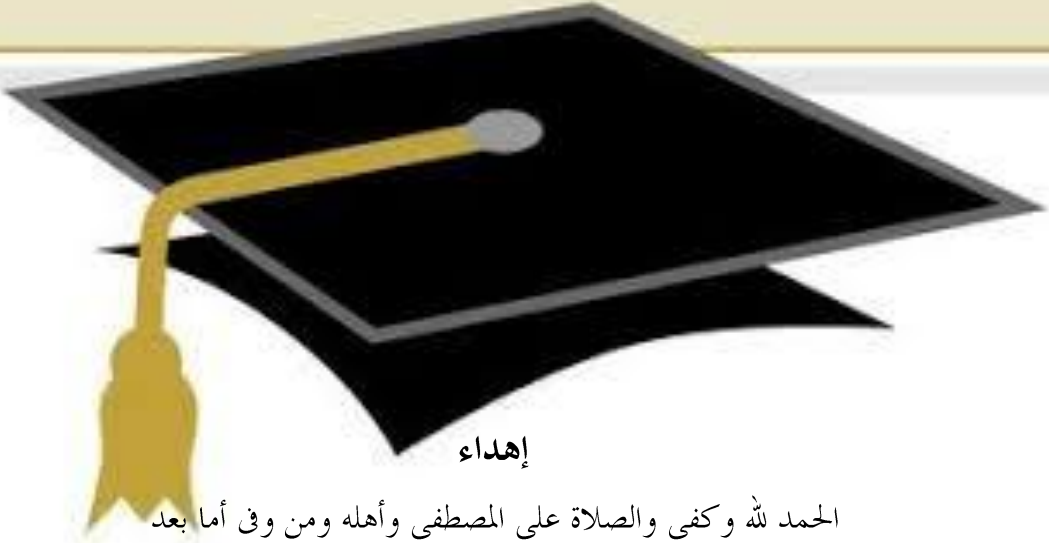 إهداء
الحمد لله وكفى والصلاة على المصطفى وأهله ومن وفى أما بعد